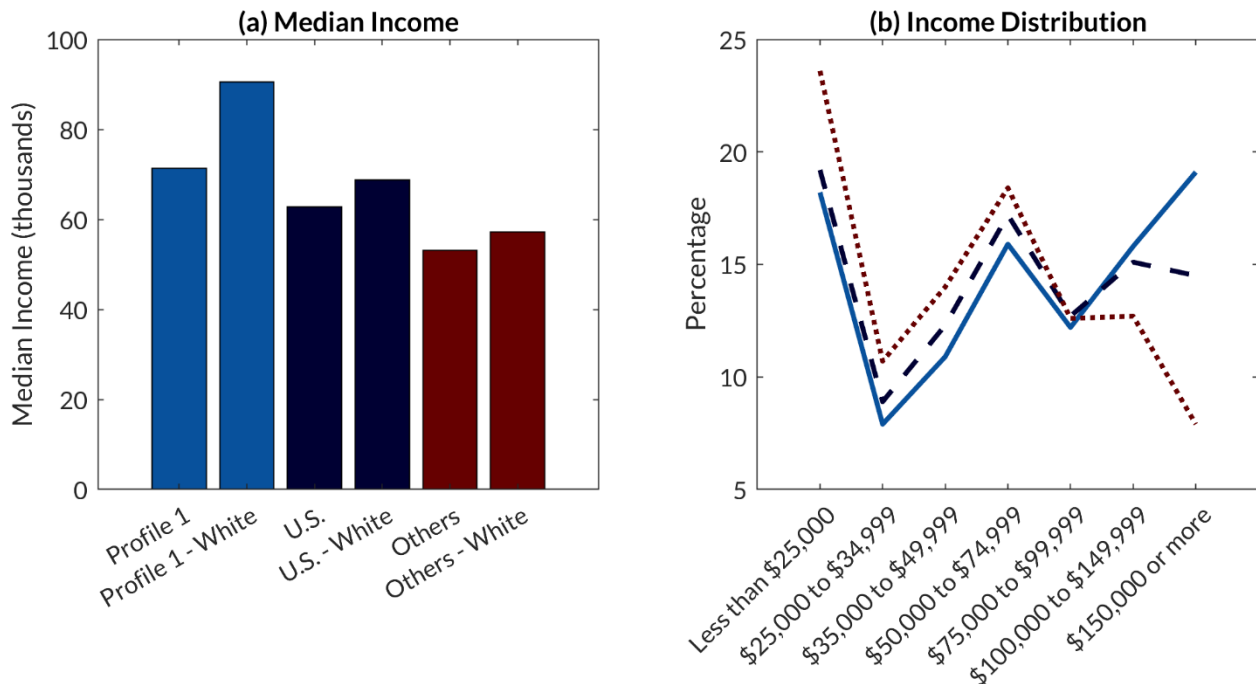 (a) Median Income
Median Income (thousands)
100
80
60
40
20
0
Profile 1
Profile 1 - White
U.S.
U.S. - White
Others
Others - White
(b) Income Distribution
Percentage
25
20
15
10
5
Less than $25,000
$25,000 to $34,999
$35,000 to $49,999
$50,000 to $74,999
$75,000 to $99,999
$100,000 to $149,999
$150,000 or more